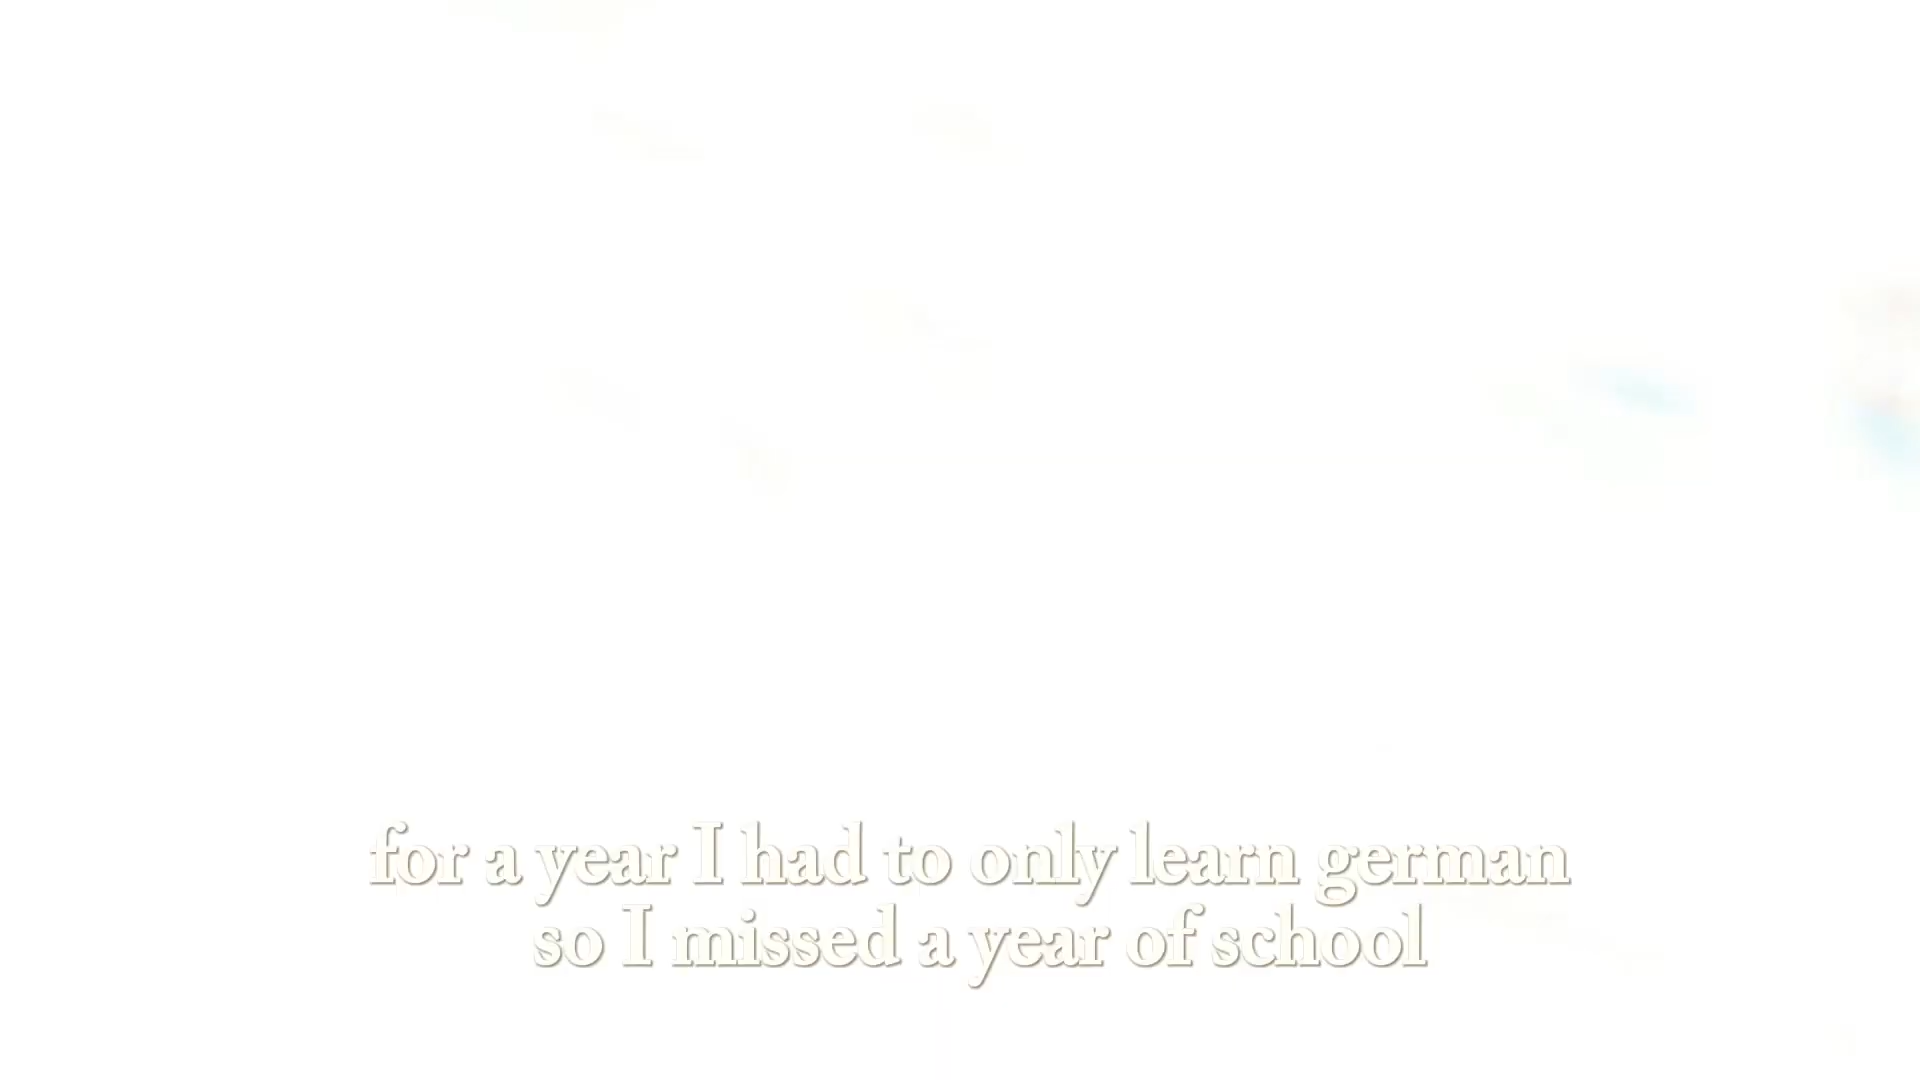 for a year I had to only learn german
so I missed a year of school